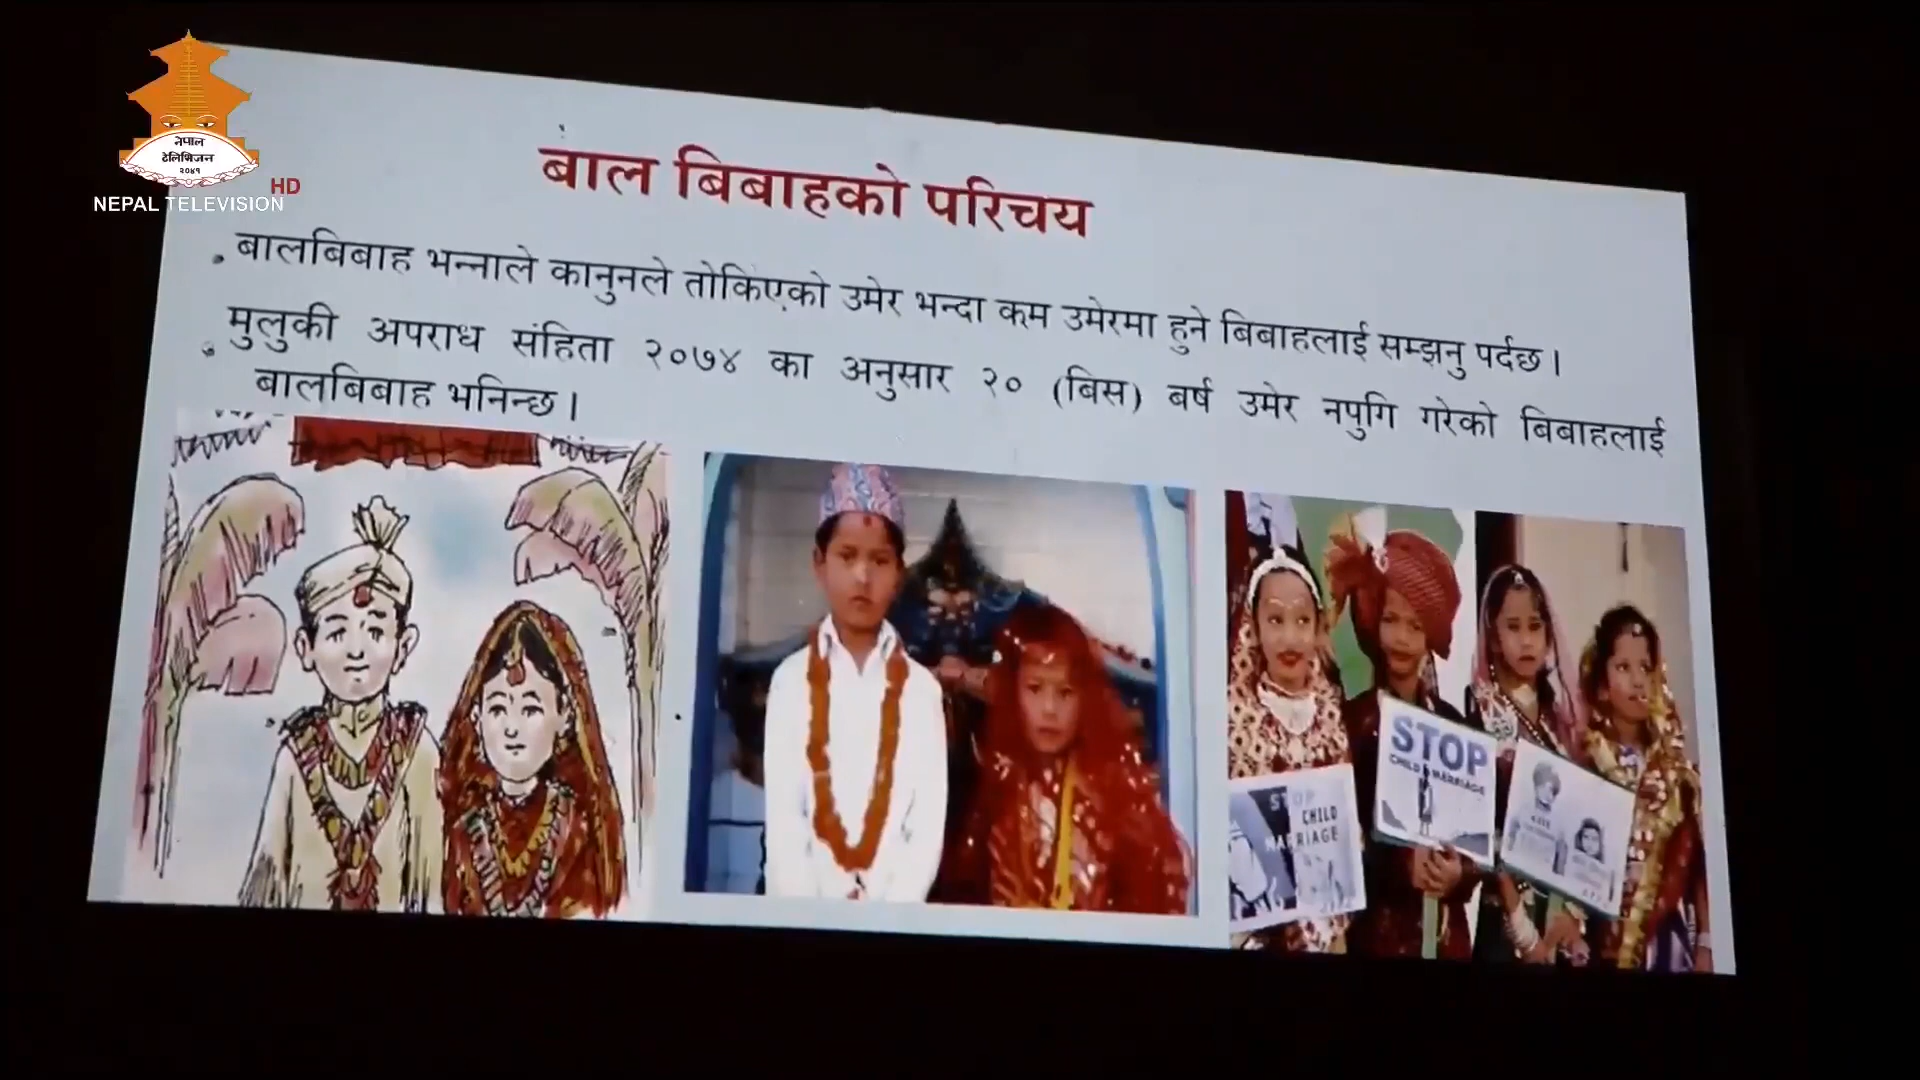 नेपाल
टेलिभिजन
२०४१
HD
NEPAL TELEVISION
बाल बिबाहको परिचय
बालबिबाह भन्नाले कानुनले तोकिएको उमेर भन्दा कम उमेरमा हुने बिबाहलाई सम्झनु पर्दछ।
मुलुकी अपराध संहिता २०७४ का अनुसार २० (बिस) बर्ष उमेर नपुगि गरेको बिबाहलाई
बालबिबाह भनिन्छ।
STOP
CHILD MARRIAGE
STOP
CHILD
MARRIAGE